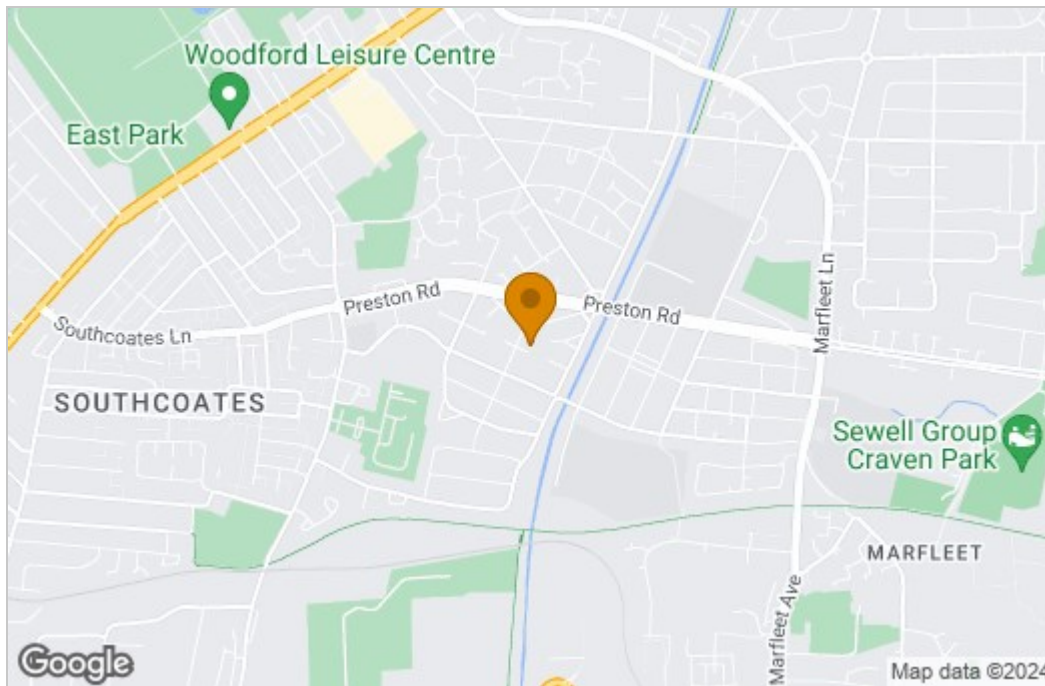 Woodford Leisure Centre
East Park
Preston Rd
Preston Rd
Southcoates Ln
Marfleet Ln
SOUTHCOATES
Sewell Group
Craven Park
MARFLEET
Marfleet Ave
Google
Map data ©2024